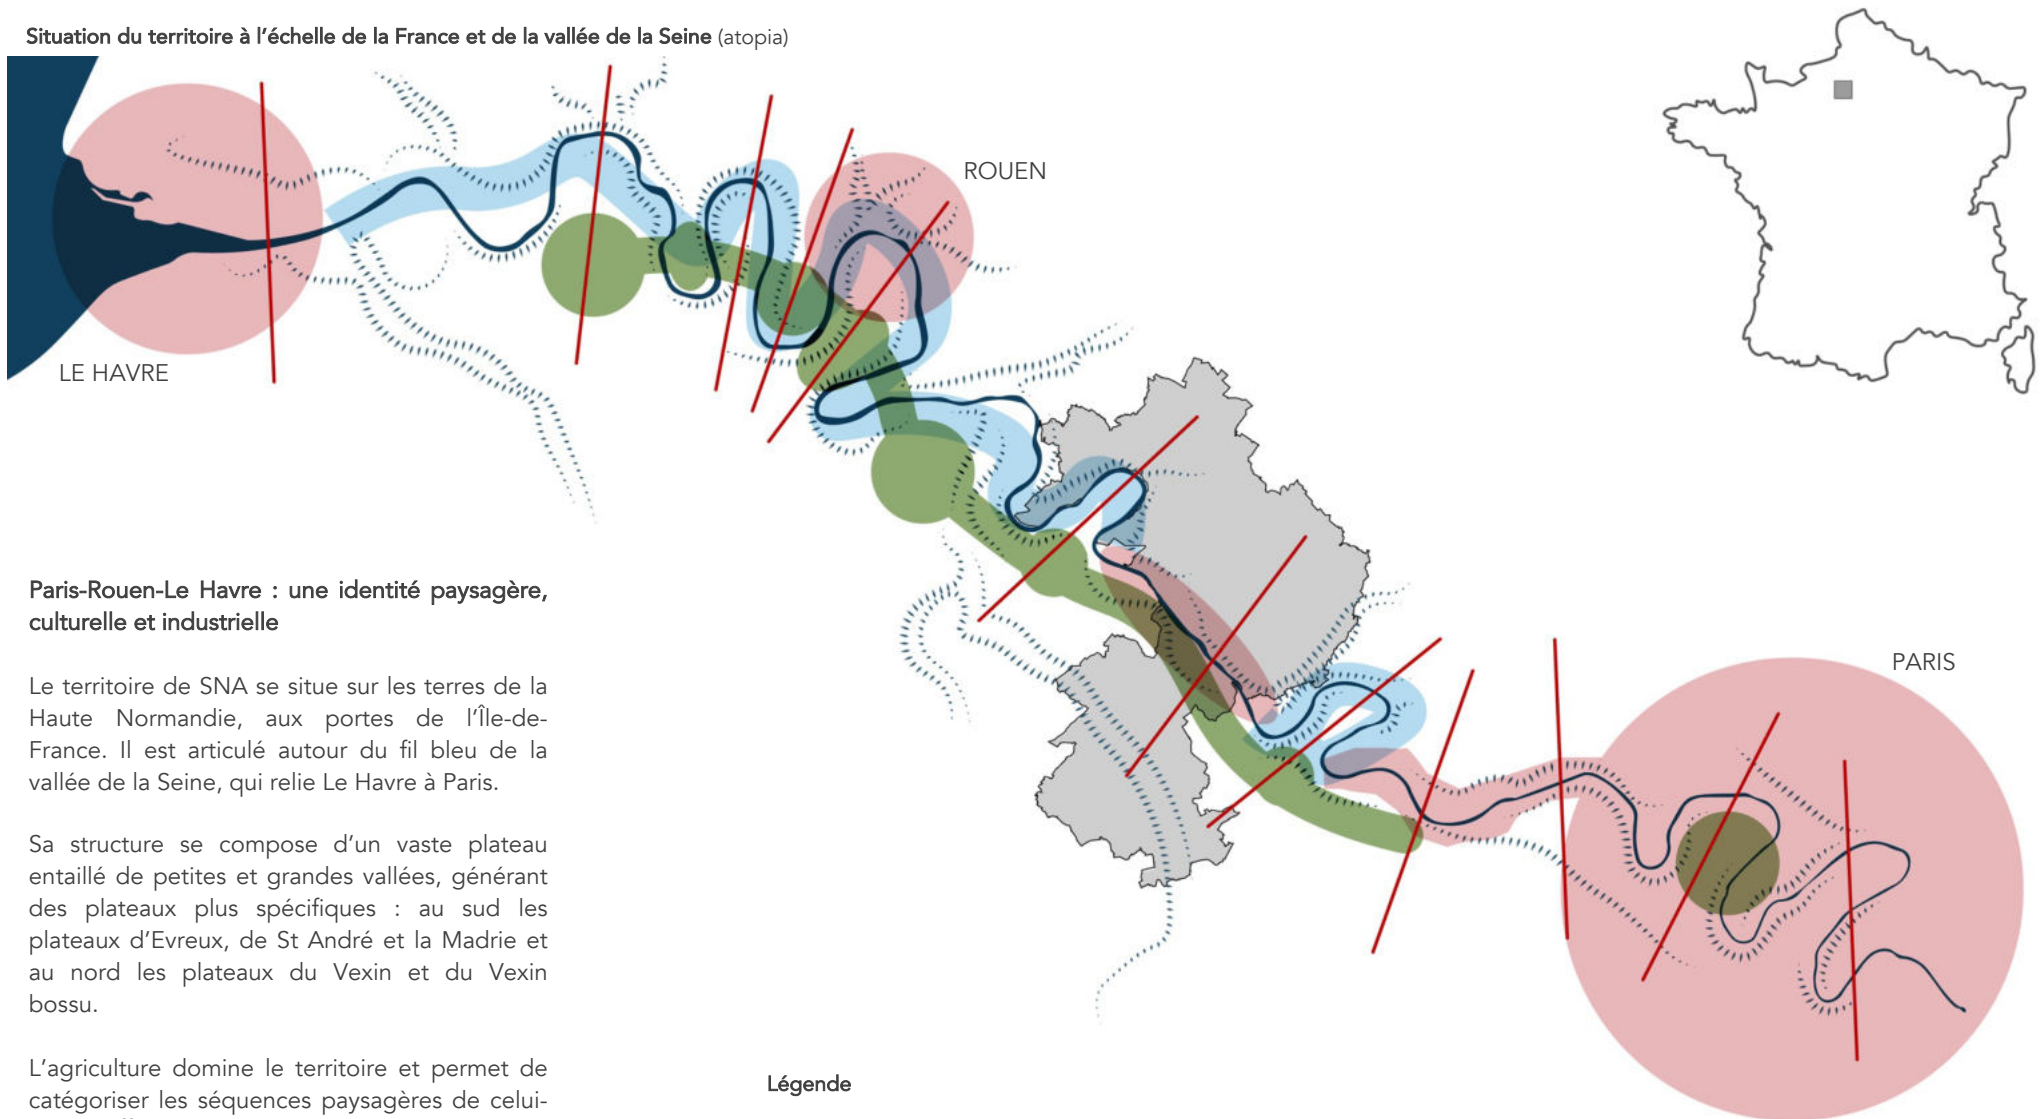 Situation du territoire à l'échelle de la France et de la vallée de la Seine (atopia)
ROUEN
LE HAVRE
PARIS
Paris-Rouen-Le Havre : une identité paysagère,
culturelle et industrielle
Le territoire de SNA se situe sur les terres de la
Haute Normandie, aux portes de l'Île-de-
France. Il est articulé autour du fil bleu de la
vallée de la Seine, qui relie Le Havre à Paris.
Sa structure se compose d'un vaste plateau
entaillé de petites et grandes vallées, générant
des plateaux plus spécifiques : au sud les
plateaux d'Evreux, de St André et la Madrie et
au nord les plateaux du Vexin et du Vexin
bossu.
L'agriculture domine le territoire et permet de
catégoriser les séquences paysagères de celui-
Légende